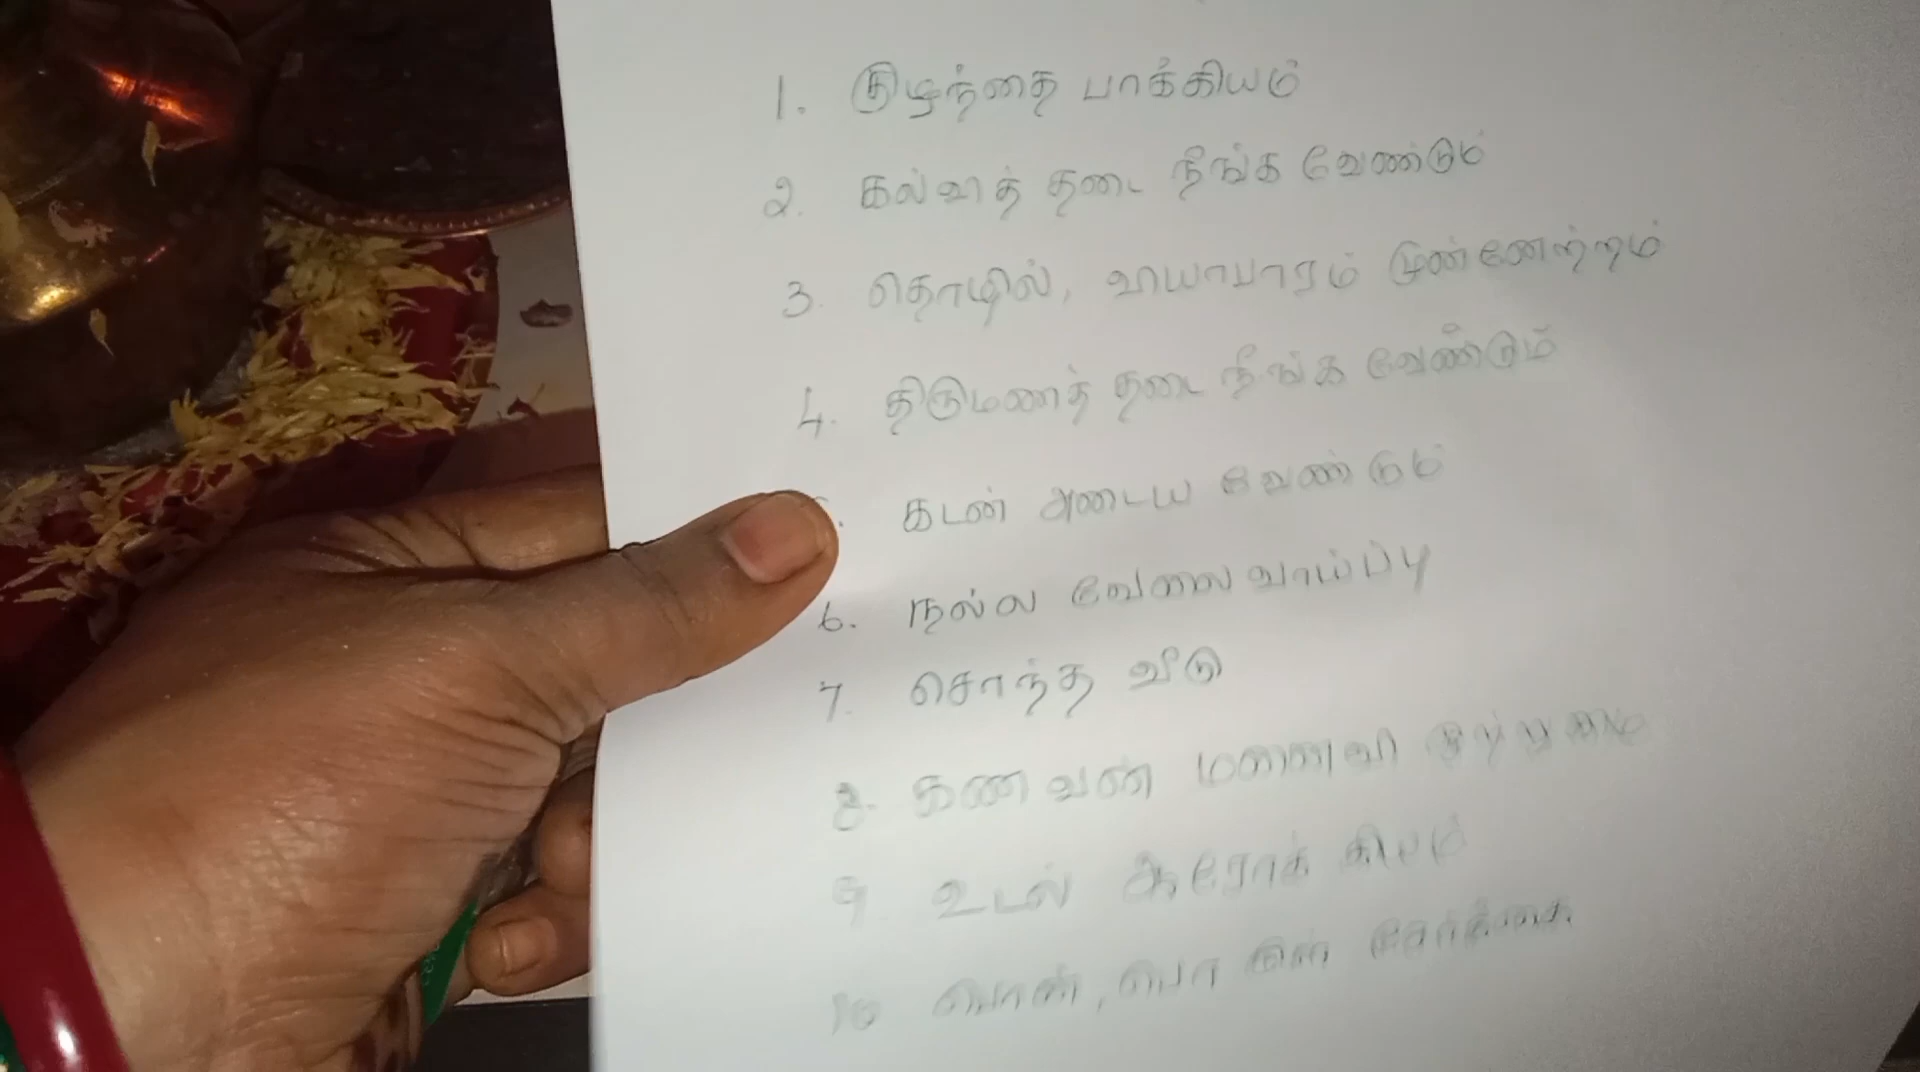 1. குழந்தை பாக்கியம்
2. கல்வித் தடை நீங்க வேண்டும்
3. தொழில், வியாபாரம் முன்னேற்றம்
4. திருமணத் தடை நீங்க வேண்டும்
கடன் அடைய வேண்டும்
6. நல்ல வேலை வாய்ப்பு
7. சொந்த வீடு
8. கணவன் மனைவி ஒற்றுமை
9 உடல் ஆரோக்கியம்
10 பொன், பொருள் சேர்க்கை